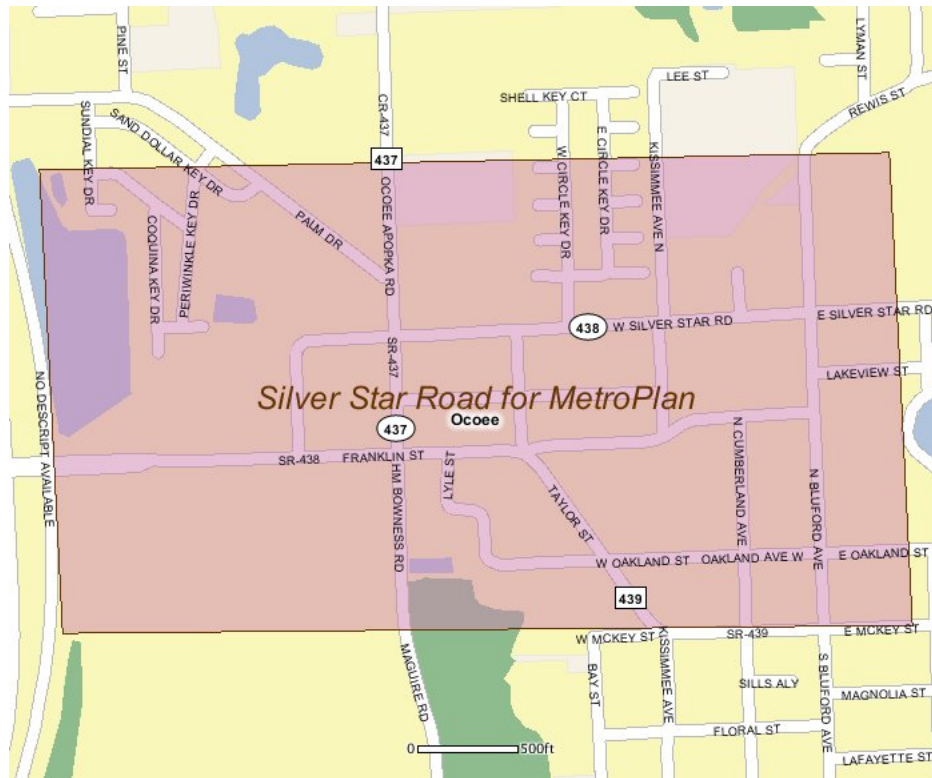 PINE ST
LYMAN ST
LEE ST
SHELL KEY CT
CR-437
REWIS ST
SUNDIAL KEY DR
SAND DOLLAR KEY DR
E CIRCLE KEY DR
W CIRCLE KEY DR
KISSIMMEE AVE N
437
OCOEE APOPKA RD
PALM DR
COQUINA KEY DR
PERIWINKLE KEY DR
438
W SILVER STAR RD
E SILVER STAR RD
SR-437
LAKEVIEW ST
NO DESCRIPT AVAILABLE
Silver Star Road for MetroPlan
Ocoee
437
N CUMBERLAND AVE
N BLUFORD AVE
SR-438
FRANKLIN ST
LYLE ST
HM BOWNESS RD
TAYLOR ST
W OAKLAND ST
OAKLAND AVE W
E OAKLAND ST
439
W MCKEY ST
SR-439
E MCKEY ST
KISSIMMEE AVE
MAGUIRE RD
BAY ST
S BLUFORD AVE
SILLS ALY
MAGNOLIA ST
FLORAL ST
0
500ft
LAFAYETTE ST